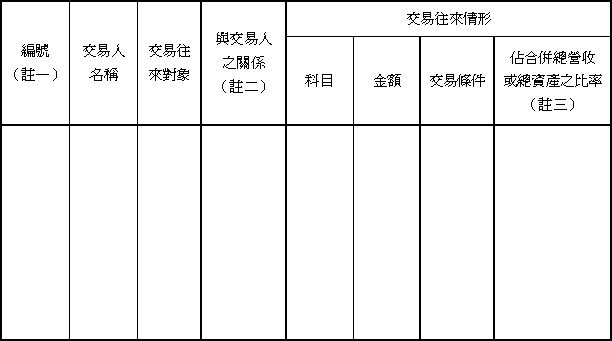 編號
（註一）
交易人
名稱
交易往
來對象
與交易人
之關係
（註二）
交易往來情形
科目
金額
交易條件
佔合併總營收
或總資產之比率
（註三）